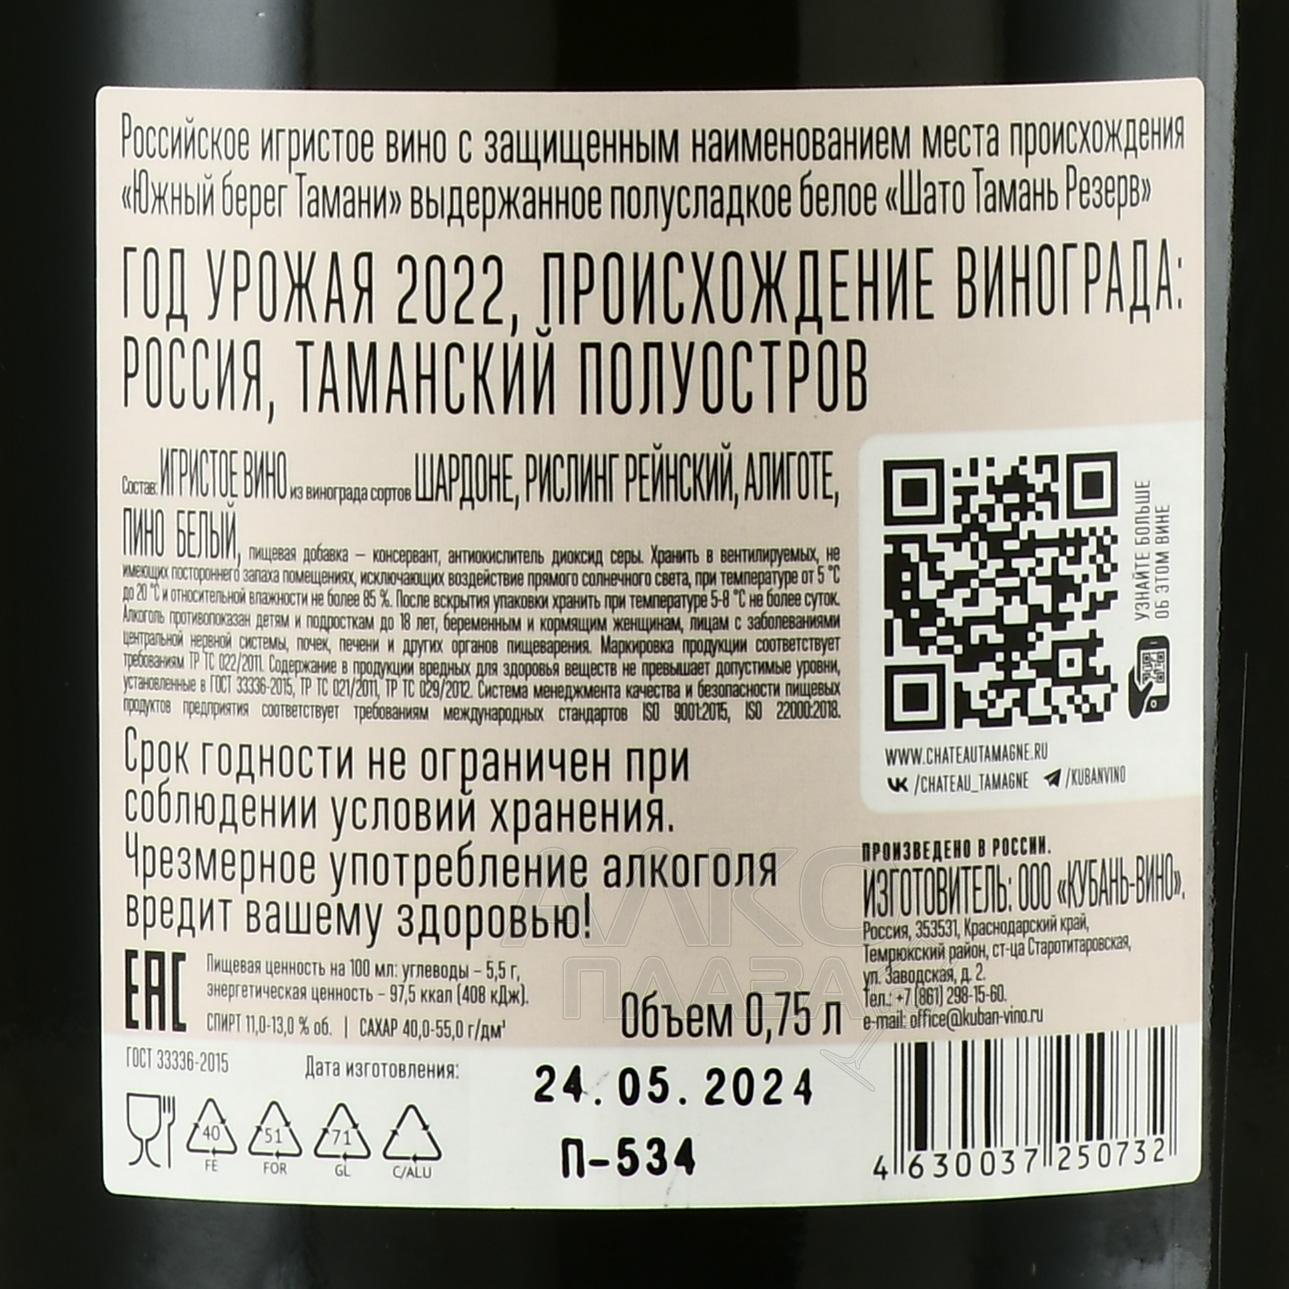 Российское игристое вино с защищенным наименованием места происхождения
«Южный берег Тамани» выдержанное полусладкое белое «Шато Тамань Резерв»
ГОД УРОЖАЯ 2022, ПРОИСХОЖДЕНИЕ ВИНОГРАДА:
РОССИЯ, ТАМАНСКИЙ ПОЛУОСТРОВ
Состав: ИГРИСТОЕ ВИНО из винограда сортов ШАРДОНЕ, РИСЛИНГ РЕЙНСКИЙ, АЛИГОТЕ,
ПИНО БЕЛЫЙ, пищевая добавка – консервант, антиокислитель диоксид серы. Хранить в вентилируемых, не
имеющих постороннего запаха помещениях, исключающих воздействие прямого солнечного света, при температуре от 5 °С
до 20 °С и относительной влажности не более 85 %. После вскрытия упаковки хранить при температуре 5-8 °С не более суток.
Алкоголь противопоказан детям и подросткам до 18 лет, беременным и кормящим женщинам, лицам с заболеваниями
центральной нервной системы, почек, печени и других органов пищеварения. Маркировка продукции соответствует
требованиям ТР ТС 022/2011. Содержание в продукции вредных для здоровья веществ не превышает допустимые уровни,
установленные в ГОСТ 33336-2015, ТР ТС 021/2011, ТР ТС 029/2012. Система менеджмента качества и безопасности пищевых
продуктов предприятия соответствует требованиям международных стандартов ISO 9001:2015, ISO 22000:2018.
Срок годности не ограничен при
соблюдении условий хранения.
Чрезмерное употребление алкоголя
вредит вашему здоровью!
EAC
Пищевая ценность на 100 мл: углеводы – 5,5 г,
энергетическая ценность – 97,5 ккал (408 кДж).
СПИРТ 11,0-13,0 % об. | САХАР 40,0-55,0 г/дм³
Объем 0,75 л
ГОСТ 33336-2015
Дата изготовления:
24.05.2024
П-534
40
FE
51
FOR
71
GL
C/ALU
УЗНАЙТЕ БОЛЬШЕ
ОБ ЭТОМ ВИНЕ
WWW.CHATEAUTAMAGNE.RU
/CHATEAU_TAMAGNE
/KUBANVINO
ПРОИЗВЕДЕНО В РОССИИ.
ИЗГОТОВИТЕЛЬ: ООО «КУБАНЬ-ВИНО».
Россия, 353531, Краснодарский край,
Темрюкский район, ст-ца Старотитаровская,
ул. Заводская, д. 2.
Тел.: +7 (861) 298-15-60.
e-mail: office@kuban-vino.ru
4 630037 250732
АЛКО
ПЛАЗА